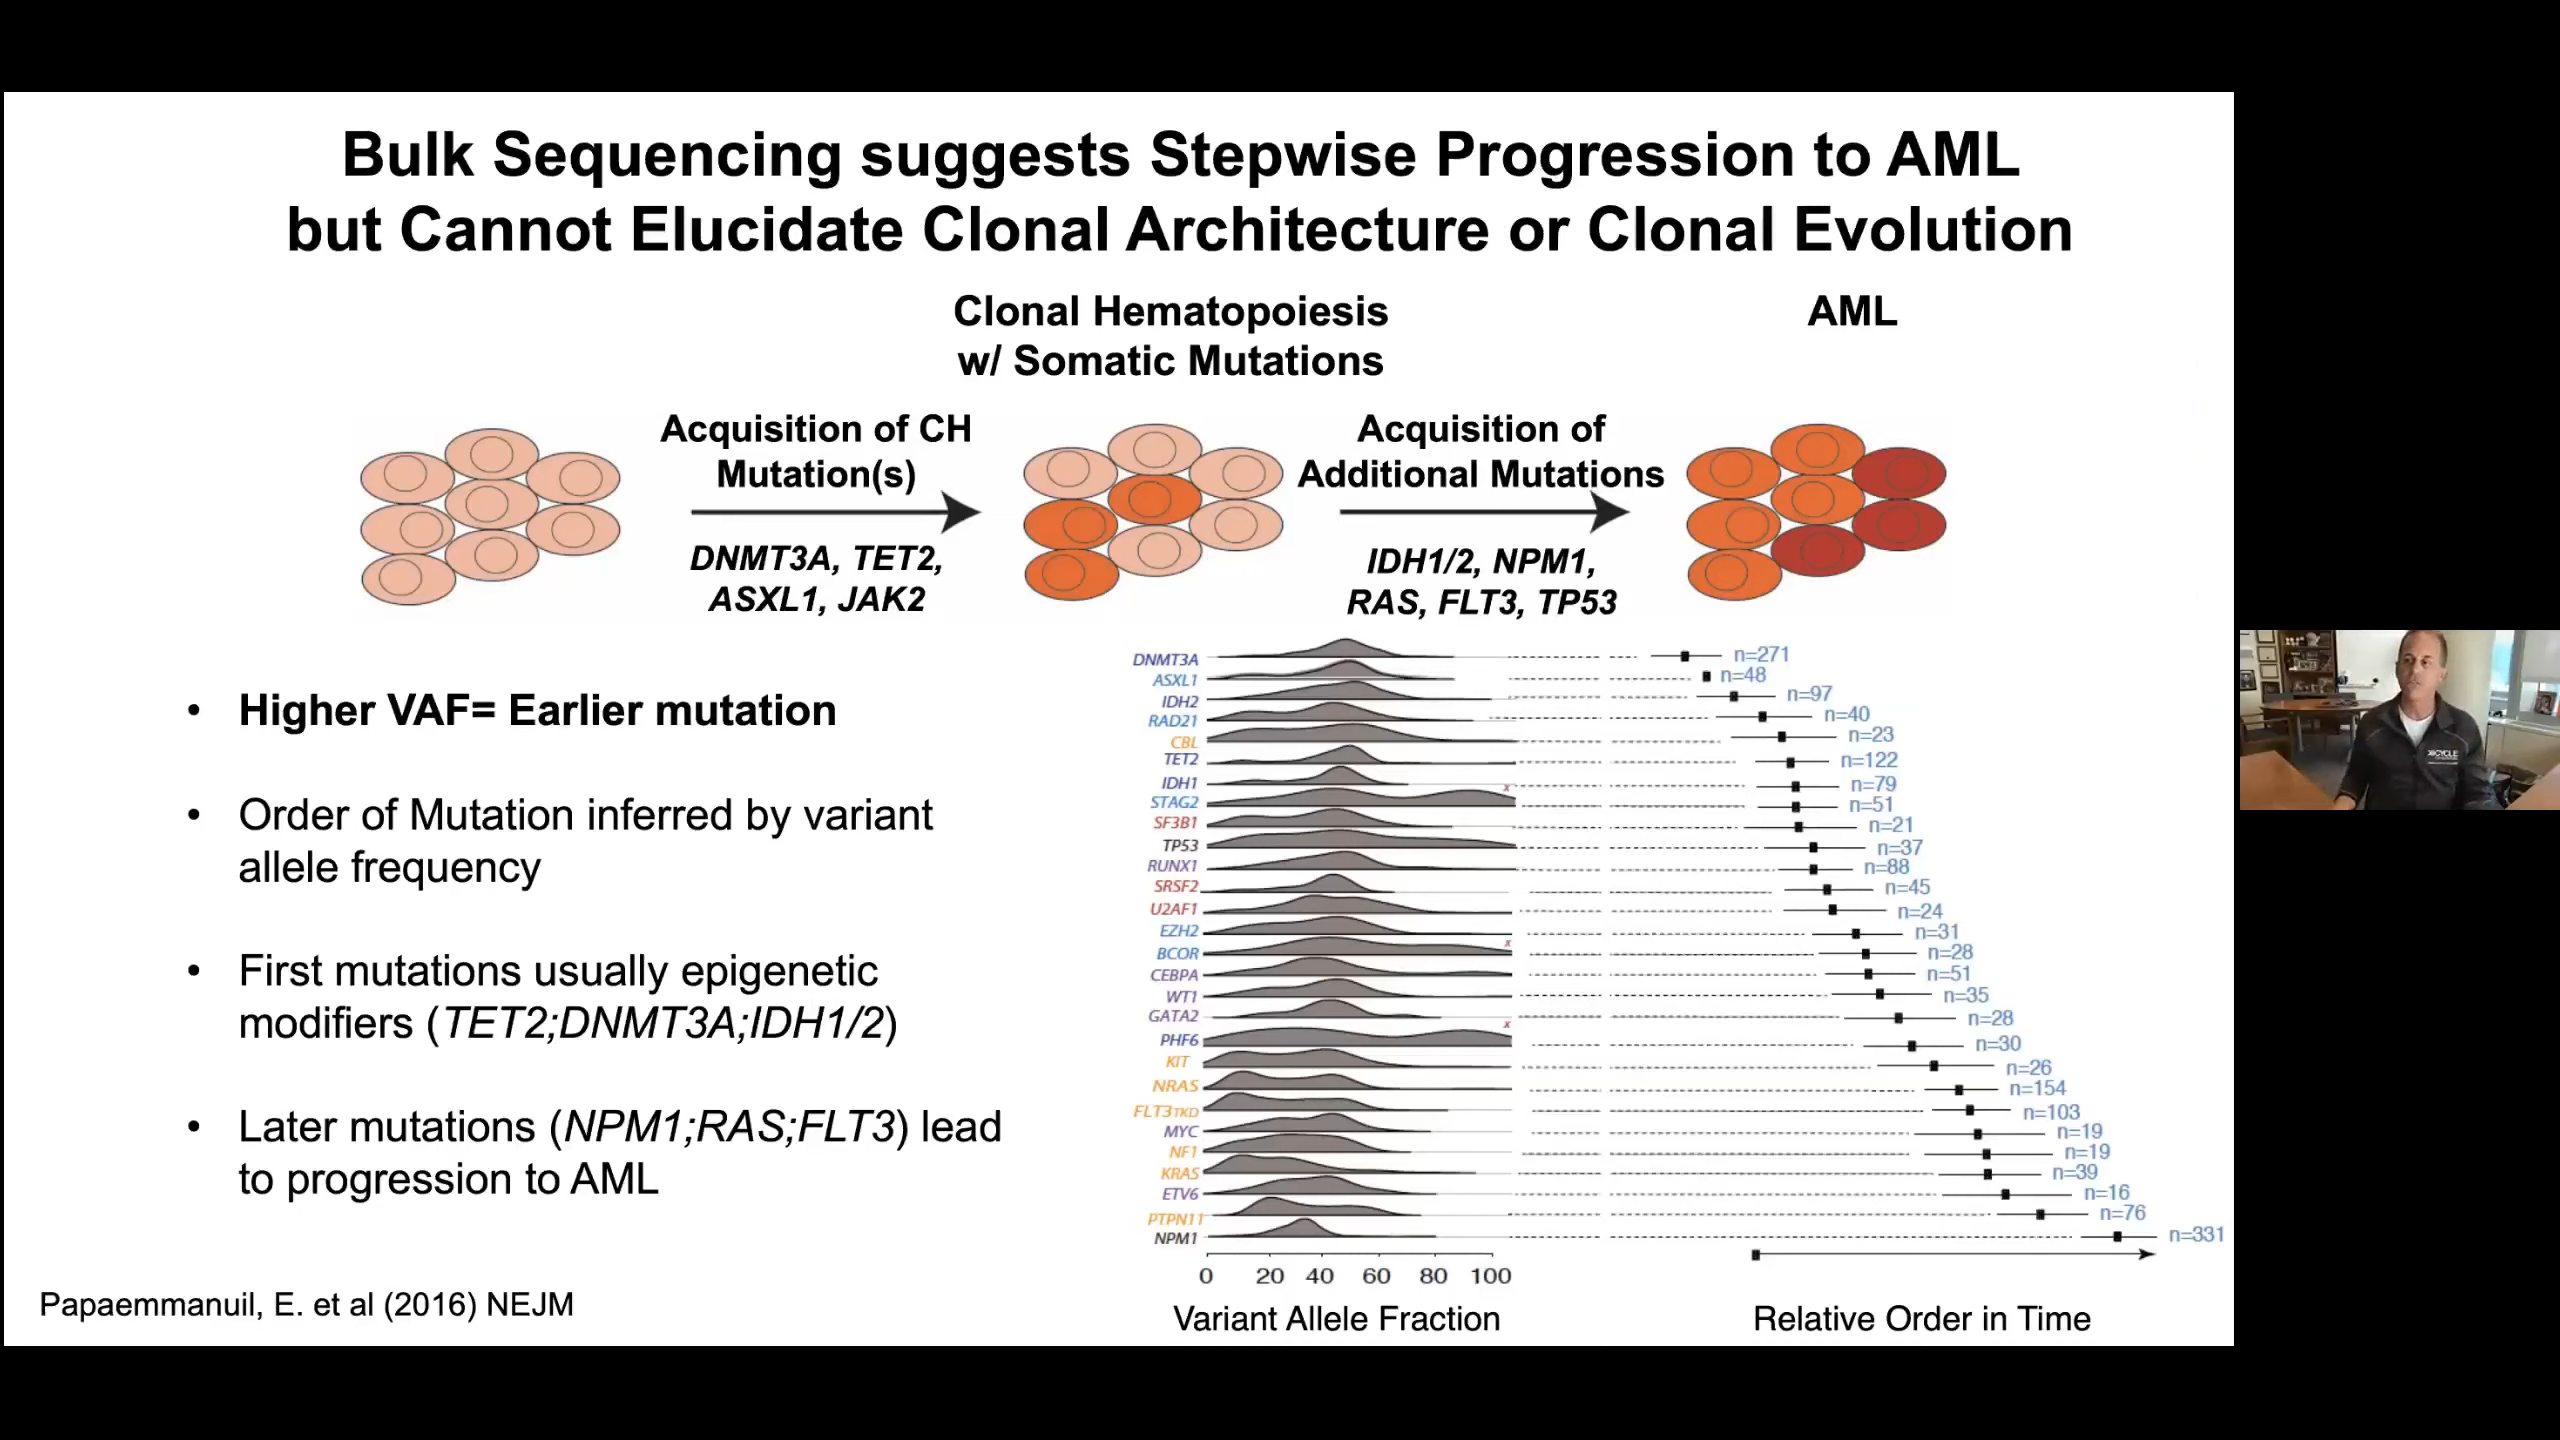 Bulk Sequencing suggests Stepwise Progression to AML
but Cannot Elucidate Clonal Architecture or Clonal Evolution
Clonal Hematopoiesis
w/ Somatic Mutations
AML
Acquisition of CH
Mutation(s)
DNMT3A, TET2,
ASXL1, JAK2
Acquisition of
Additional Mutations
IDH1/2, NPM1,
RAS, FLT3, TP53
• Higher VAF= Earlier mutation
• Order of Mutation inferred by variant
allele frequency
• First mutations usually epigenetic
modifiers (TET2;DNMT3A;IDH1/2)
• Later mutations (NPM1;RAS;FLT3) lead
to progression to AML
Papaemmanuil, E. et al (2016) NEJM
DNMT3A n=271
ASXL1 n=48
IDH2 n=97
RAD21 n=40
CBL n=23
TET2 n=122
IDH1 n=79
STAG2 x n=51
SF3B1 n=21
TP53 n=37
RUNX1 n=88
SRSF2 n=45
U2AF1 n=24
EZH2 n=31
BCOR x n=28
CEBPA n=51
WT1 n=35
GATA2 n=28
PHF6 x n=30
KIT n=26
NRAS n=154
FLT3TKD n=103
MYC n=19
NF1 n=19
KRAS n=39
ETV6 n=16
PTPN11 n=76
NPM1 n=331
0 20 40 60 80 100
Variant Allele Fraction
Relative Order in Time
CYCLE